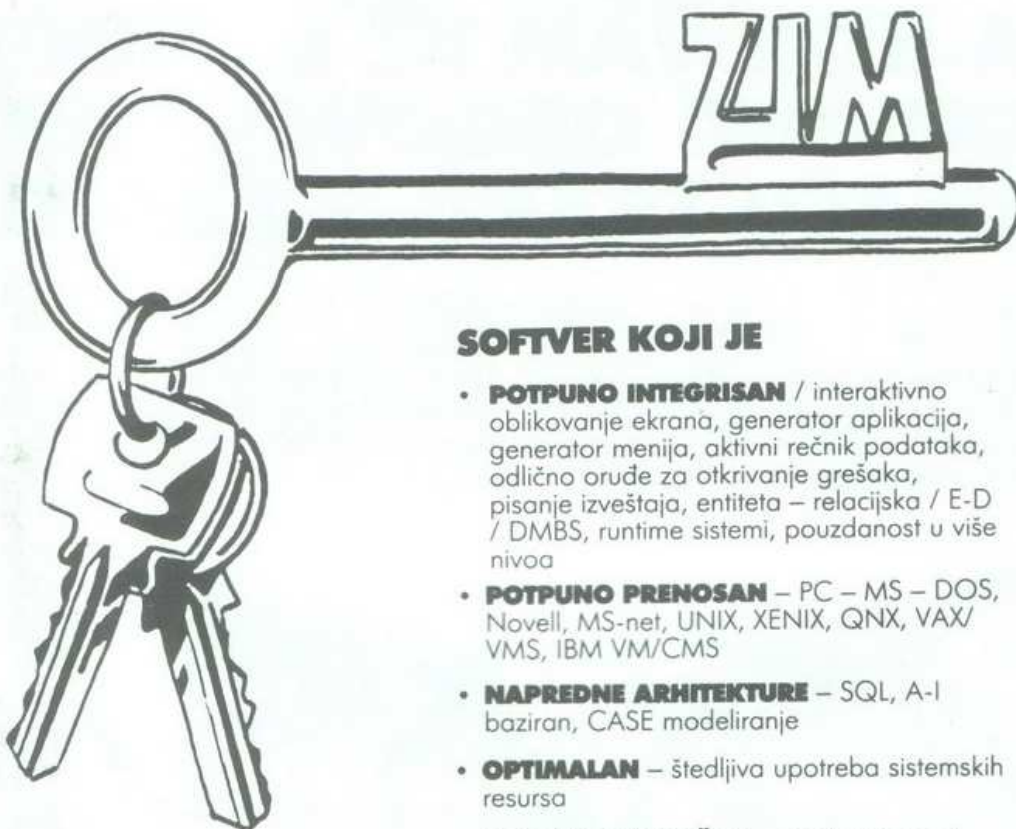 ZIM
SOFTVER KOJI JE
• POTPUNO INTEGRISAN / interaktivno
oblikovanje ekrana, generator aplikacija,
generator menija, aktivni rečnik podataka,
odlično oruđe za otkrivanje grešaka,
pisanje izveštaja, entiteta – relacijska / E-D
/ DMBS, runtime sistemi, pouzdanost u više
nivoa
• POTPUNO PRENOSAN – PC – MS – DOS,
Novell, MS-net, UNIX, XENIX, QNX, VAX/
VMS, IBM VM/CMS
• NAPREDNE ARHITEKTURE – SQL, A-I
baziran, CASE modeliranje
• OPTIMALAN – štedljiva upotreba sistemskih
resursa